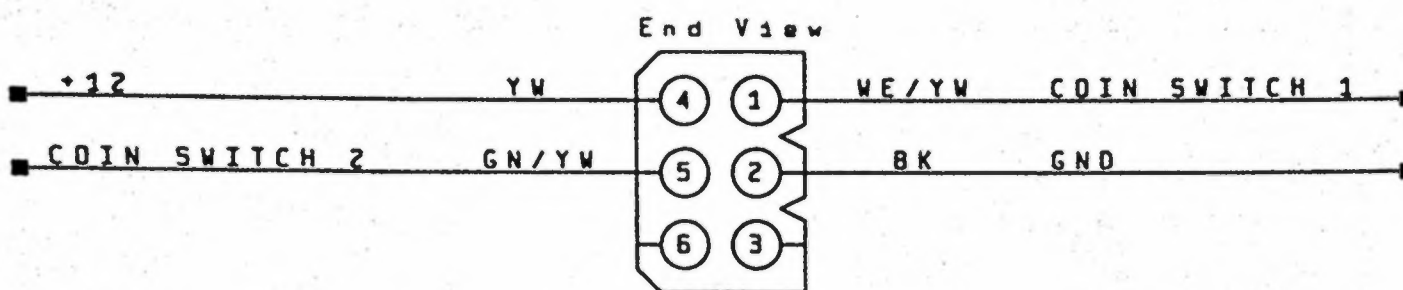 End View
+12 YW 4 1 WE/YW COIN SWITCH 1
COIN SWITCH 2 GN/YW 5 2 BK GND
6 3